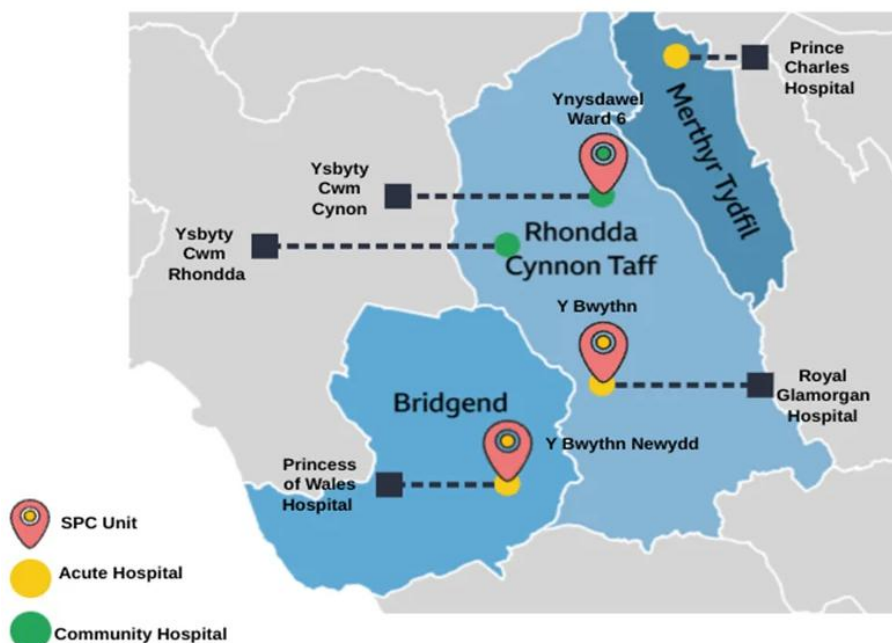 Prince
Charles
Hospital
Ynysdawel
Ward 6
Merthyr Tydfil
Ysbyty
Cwm
Cynon
Ysbyty
Cwm
Rhondda
Rhondda
Cynnon Taff
Y Bwythn
Royal
Glamorgan
Hospital
Bridgend
Y Bwythn Newydd
Princess
of Wales
Hospital
SPC Unit
Acute Hospital
Community Hospital